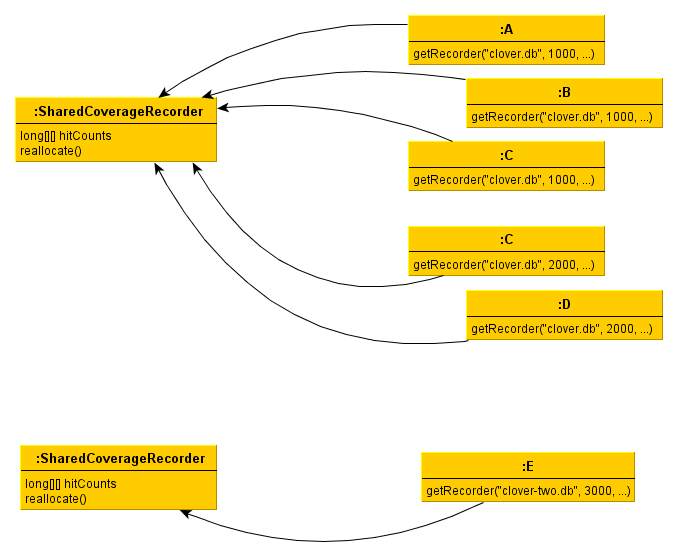 :A
getRecorder("clover.db", 1000, ...)
:B
getRecorder("clover.db", 1000, ...)
:SharedCoverageRecorder
long[][] hitCounts
reallocate()
:C
getRecorder("clover.db", 1000, ...)
:C
getRecorder("clover.db", 2000, ...)
:D
getRecorder("clover.db", 2000, ...)
:SharedCoverageRecorder
long[][] hitCounts
reallocate()
:E
getRecorder("clover-two.db", 3000, ...)